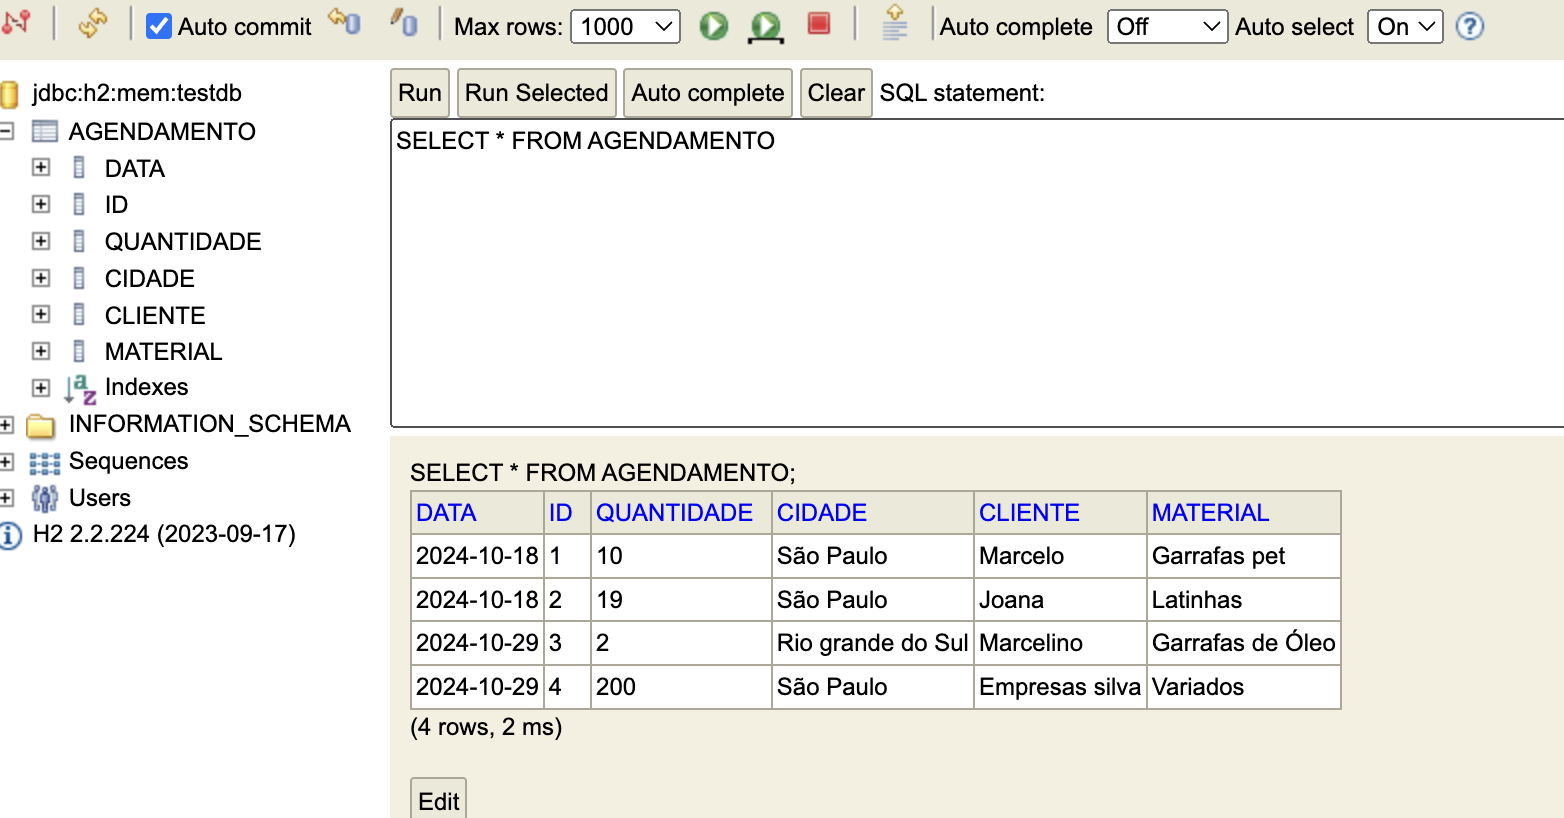 Auto commit Max rows: 1000 Auto complete Off Auto select On
jdbc:h2:mem:testdb
AGENDAMENTO
DATA
ID
QUANTIDADE
CIDADE
CLIENTE
MATERIAL
Indexes
INFORMATION_SCHEMA
Sequences
Users
H2 2.2.224 (2023-09-17)
Run Run Selected Auto complete Clear SQL statement:
SELECT * FROM AGENDAMENTO
SELECT * FROM AGENDAMENTO;
DATA ID QUANTIDADE CIDADE CLIENTE MATERIAL
2024-10-18 1 10 São Paulo Marcelo Garrafas pet
2024-10-18 2 19 São Paulo Joana Latinhas
2024-10-29 3 2 Rio grande do Sul Marcelino Garrafas de Óleo
2024-10-29 4 200 São Paulo Empresas silva Variados
(4 rows, 2 ms)
Edit